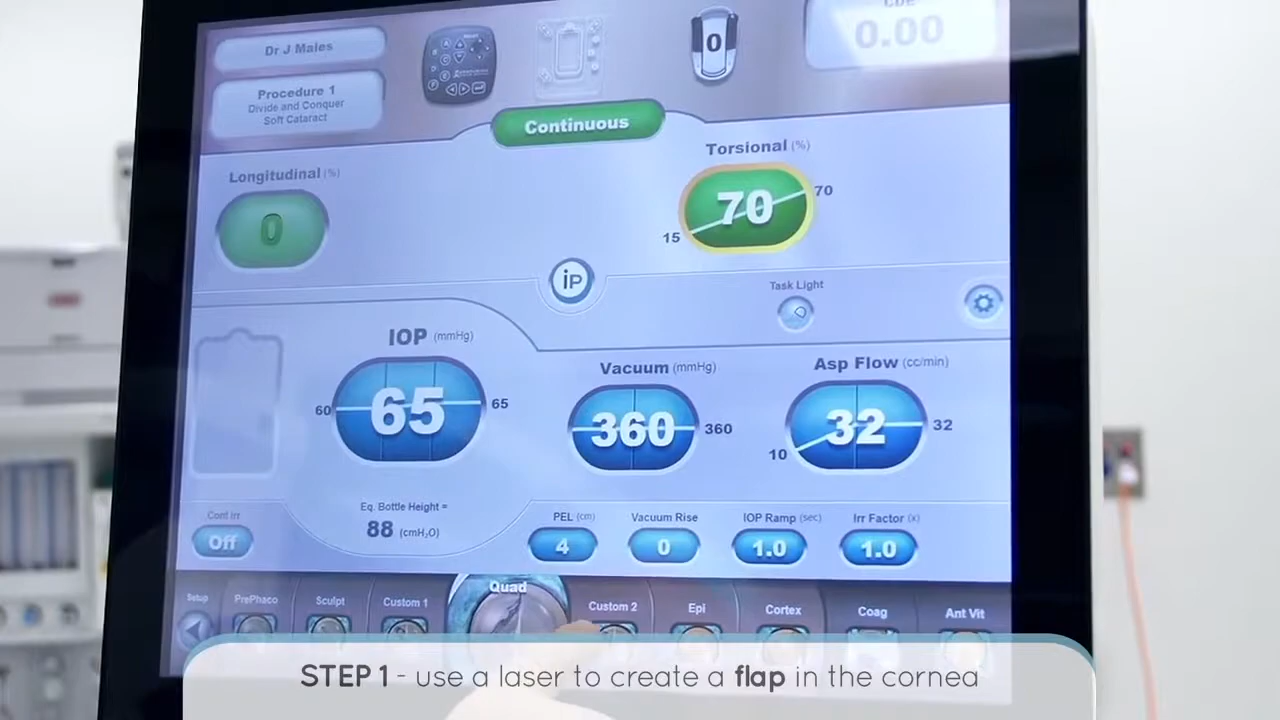 Dr J Males
Procedure 1
Divide and Conquer
Soft Cataract
0
CDE
0.00
Continuous
Longitudinal (%)
0
Torsional (%)
70
70
15
iP
Task Light
IOP (mmHg)
60
65
65
Vacuum (mmHg)
360
360
Asp Flow (cc/min)
32
32
10
Eq. Bottle Height =
88 (cmH₂O)
Cont Irr
Off
PEL (cm)
4
Vacuum Rise
0
IOP Ramp (sec)
1.0
Irr Factor (x)
1.0
Setup
PrePhaco
Sculpt
Custom 1
Quad
Custom 2
Epi
Cortex
Coag
Ant Vit
STEP 1 - use a laser to create a flap in the cornea